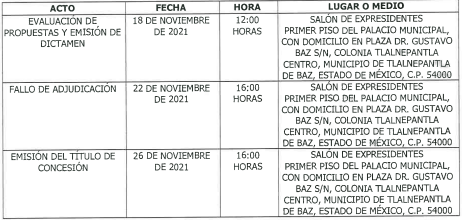 ACTO FECHA HORA LUGAR O MEDIO
EVALUACIÓN DE PROPUESTAS Y EMISIÓN DE DICTAMEN
18 DE NOVIEMBRE DE 2021
12:00 HORAS
SALÓN DE EXPRESIDENTES
PRIMER PISO DEL PALACIO MUNICIPAL,
CON DOMICILIO EN PLAZA DR. GUSTAVO
BAZ S/N, COLONIA TLALNEPANTLA
CENTRO, MUNICIPIO DE TLALNEPANTLA
DE BAZ, ESTADO DE MÉXICO, C.P. 54000
FALLO DE ADJUDICACIÓN
22 DE NOVIEMBRE
DE 2021
16:00
HORAS
SALÓN DE EXPRESIDENTES
PRIMER PISO DEL PALACIO MUNICIPAL,
CON DOMICILIO EN PLAZA DR. GUSTAVO
BAZ S/N, COLONIA TLALNEPANTLA
CENTRO, MUNICIPIO DE TLALNEPANTLA
DE BAZ, ESTADO DE MÉXICO, C.P. 54000
EMISIÓN DEL TÍTULO DE
CONCESIÓN
26 DE NOVIEMBRE
DE 2021
16:00
HORAS
SALÓN DE EXPRESIDENTES
PRIMER PISO DEL PALACIO MUNICIPAL,
CON DOMICILIO EN PLAZA DR. GUSTAVO
BAZ S/N, COLONIA TLALNEPANTLA
CENTRO, MUNICIPIO DE TLALNEPANTLA
DE BAZ, ESTADO DE MÉXICO, C.P. 54000